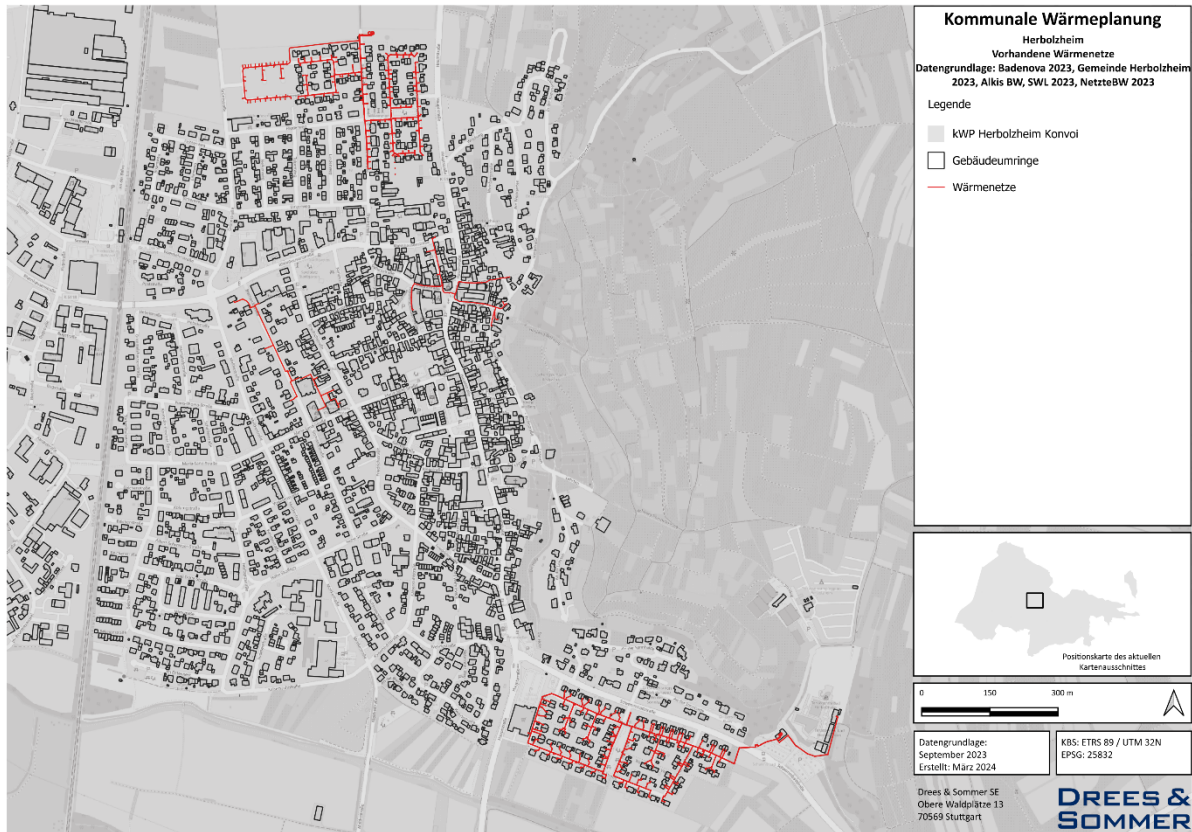 Kommunale Wärmeplanung
Herbolzheim
Vorhandene Wärmenetze
Datengrundlage: Badenova 2023, Gemeinde Herbolzheim
2023, Alkis BW, SWL 2023, NetzteBW 2023
Legende
kWP Herbolzheim Konvoi
Gebäudeumringe
Wärmenetze
Positionskarte des aktuellen
Kartenausschnittes
0 150 300 m
Datengrundlage:
September 2023
Erstellt: März 2024
KBS: ETRS 89 / UTM 32N
EPSG: 25832
Drees & Sommer SE
Obere Waldplätze 13
70569 Stuttgart
DREES &
SOMMER